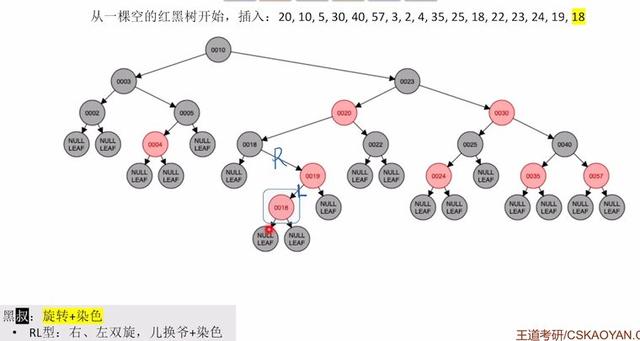 从一棵空的红黑树开始，插入：20, 10, 5, 30, 40, 57, 3, 2, 4, 35, 25, 18, 22, 23, 24, 19, 18
0010
0003
0023
0002
0005
0020
0030
NULL LEAF
NULL LEAF
0004
NULL LEAF
0018
0022
0025
0040
R
NULL LEAF
NULL LEAF
NULL LEAF
0019
NULL LEAF
NULL LEAF
0024
NULL LEAF
0035
0057
L
0018
NULL LEAF
NULL LEAF
NULL LEAF
NULL LEAF
NULL LEAF
NULL LEAF
NULL LEAF
NULL LEAF
NULL LEAF
黑叔：旋转+染色
• RL型：右、左双旋，儿换爷+染色
王道考研/CSKAOYAN.C